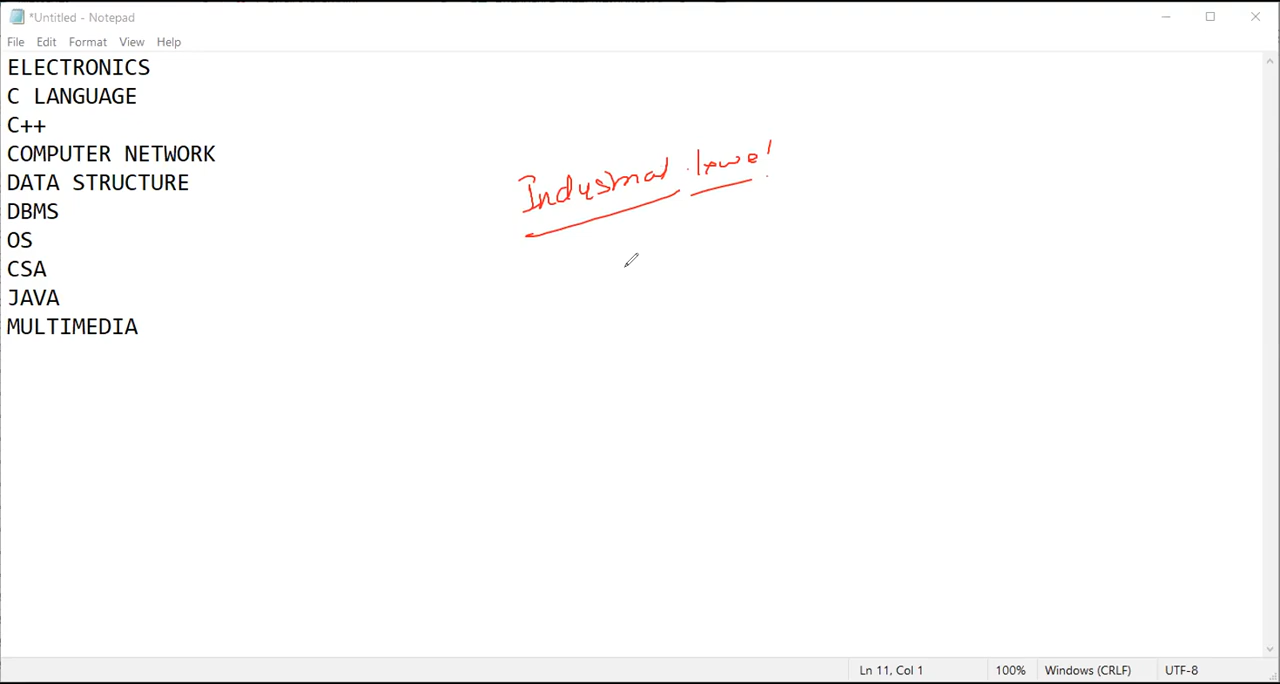 *Untitled - Notepad
File Edit Format View Help
ELECTRONICS
C LANGUAGE
C++
COMPUTER NETWORK
DATA STRUCTURE
DBMS
OS
CSA
JAVA
MULTIMEDIA
Industrial level
Ln 11, Col 1 100% Windows (CRLF) UTF-8